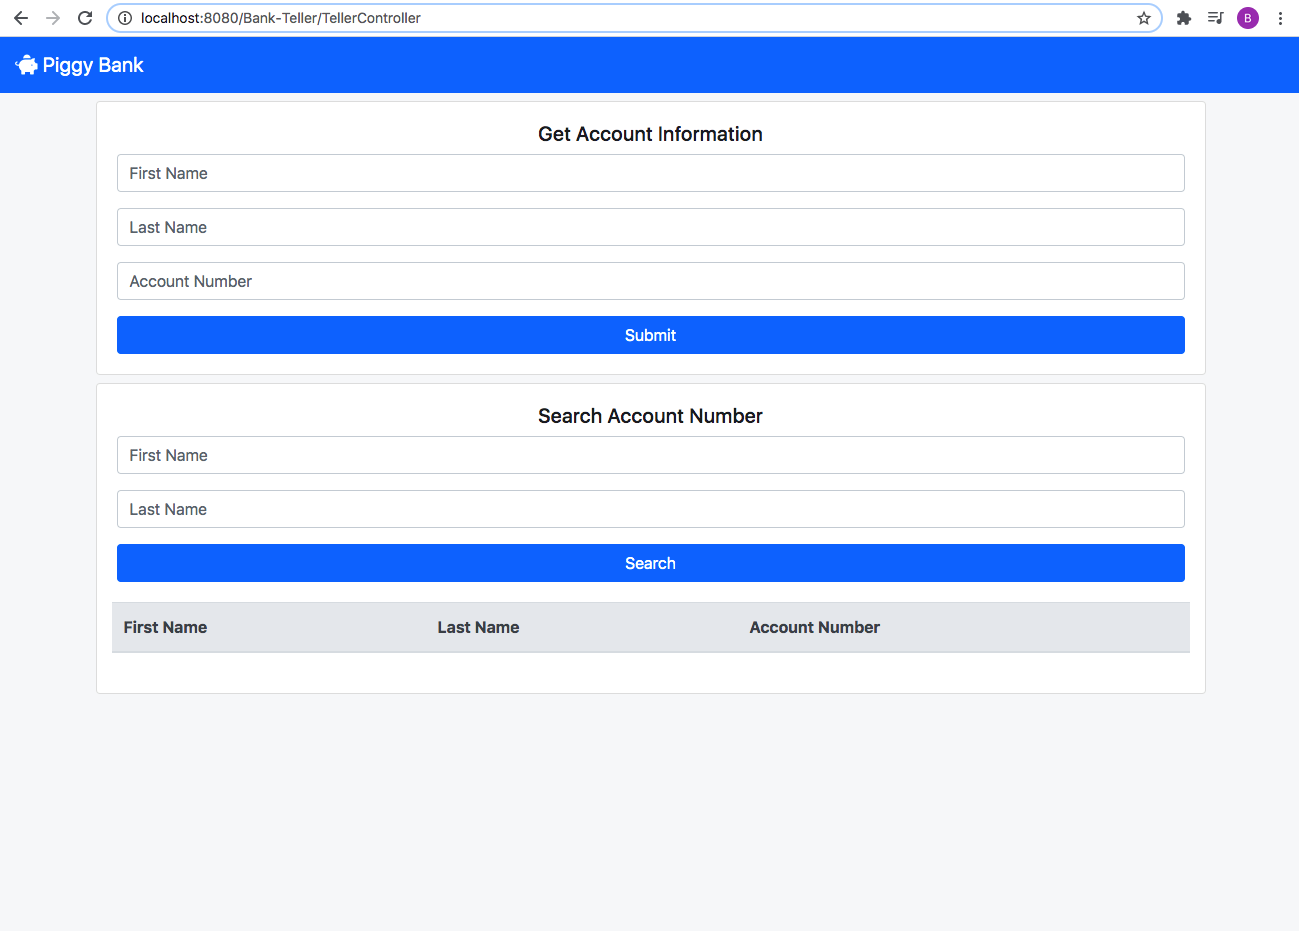 localhost:8080/Bank-Teller/TellerController
B
Piggy Bank
Get Account Information
First Name
Last Name
Account Number
Submit
Search Account Number
First Name
Last Name
Search
First Name Last Name Account Number